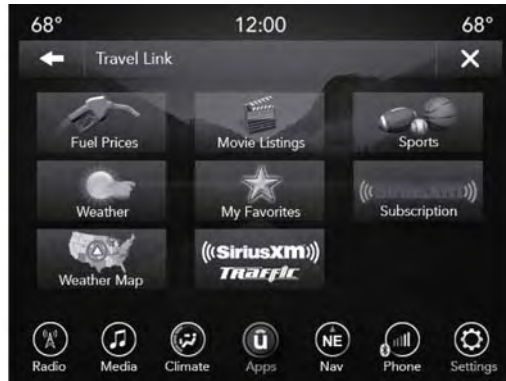 68° 12:00 68°
Travel Link
Fuel Prices Movie Listings Sports
Weather My Favorites Subscription
Weather Map
((SiriusXM))
TRAFFIC
Radio Media Climate Apps Nav Phone Settings
û NE